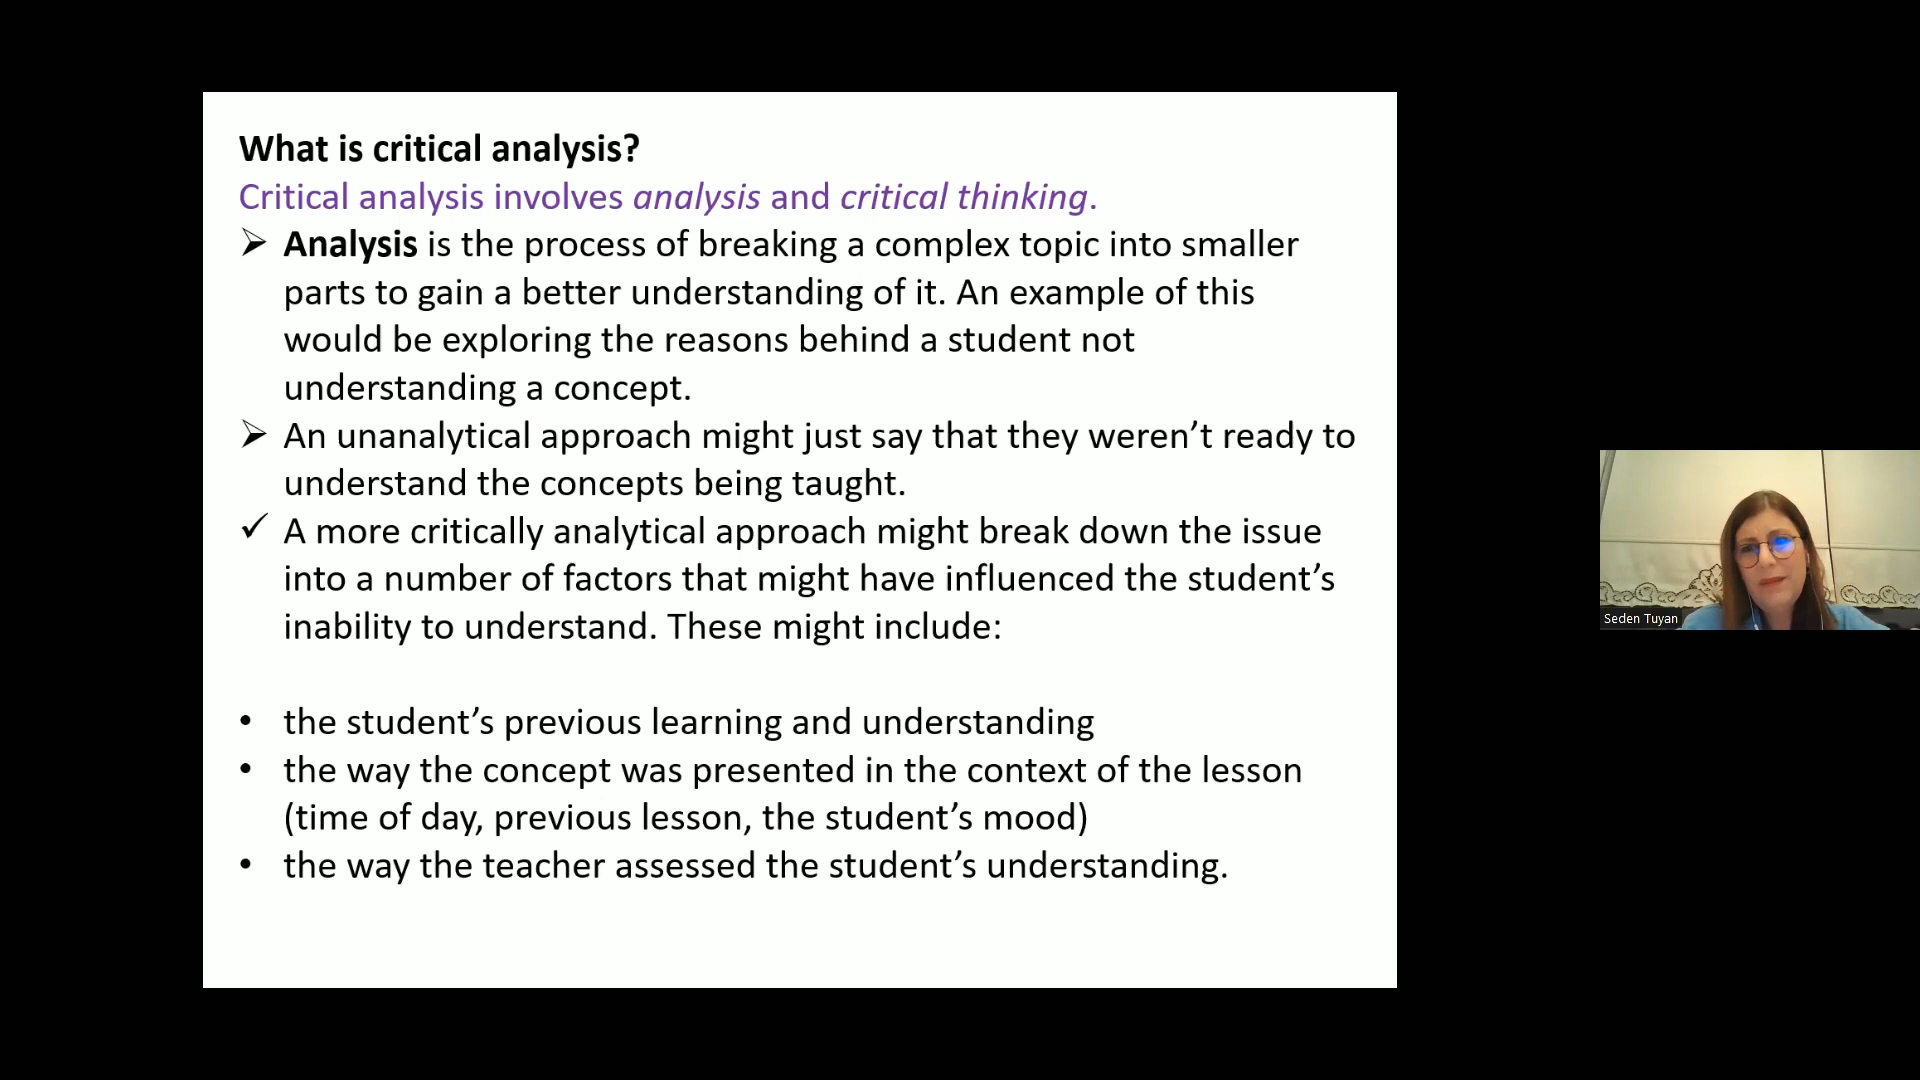 What is critical analysis?
Critical analysis involves analysis and critical thinking.
➢ Analysis is the process of breaking a complex topic into smaller
parts to gain a better understanding of it. An example of this
would be exploring the reasons behind a student not
understanding a concept.
➢ An unanalytical approach might just say that they weren’t ready to
understand the concepts being taught.
✓ A more critically analytical approach might break down the issue
into a number of factors that might have influenced the student’s
inability to understand. These might include:
• the student’s previous learning and understanding
• the way the concept was presented in the context of the lesson
(time of day, previous lesson, the student’s mood)
• the way the teacher assessed the student’s understanding.
Seden Tuyan